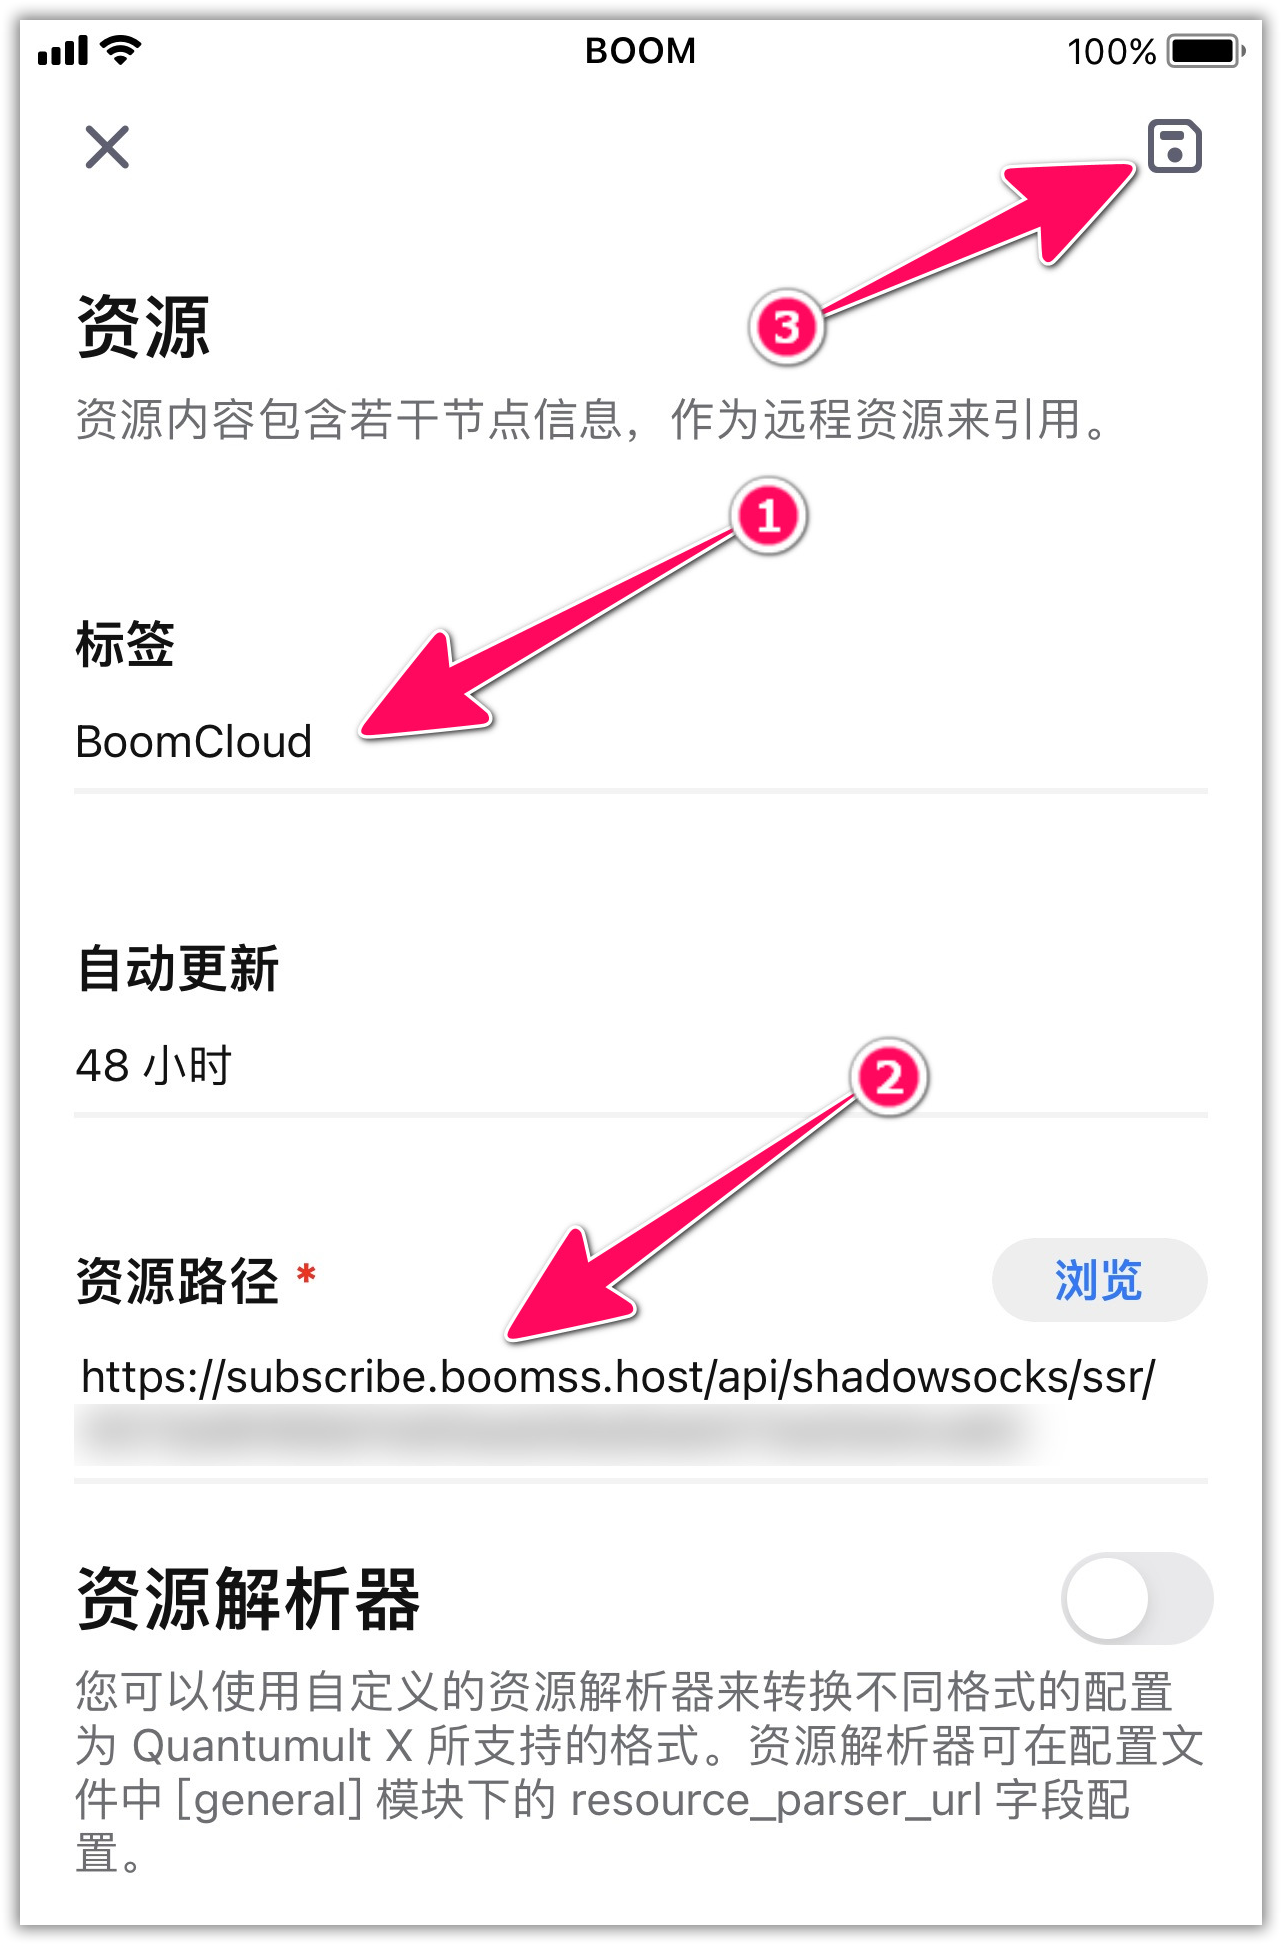 BOOM
100%
3
资源
资源内容包含若干节点信息，作为远程资源来引用。
1
标签
BoomCloud
自动更新
48 小时
2
资源路径 *
浏览
https://subscribe.boomss.host/api/shadowsocks/ssr/
资源解析器
您可以使用自定义的资源解析器来转换不同格式的配置
为 Quantumult X 所支持的格式。资源解析器可在配置文
件中 [general] 模块下的 resource_parser_url 字段配
置。